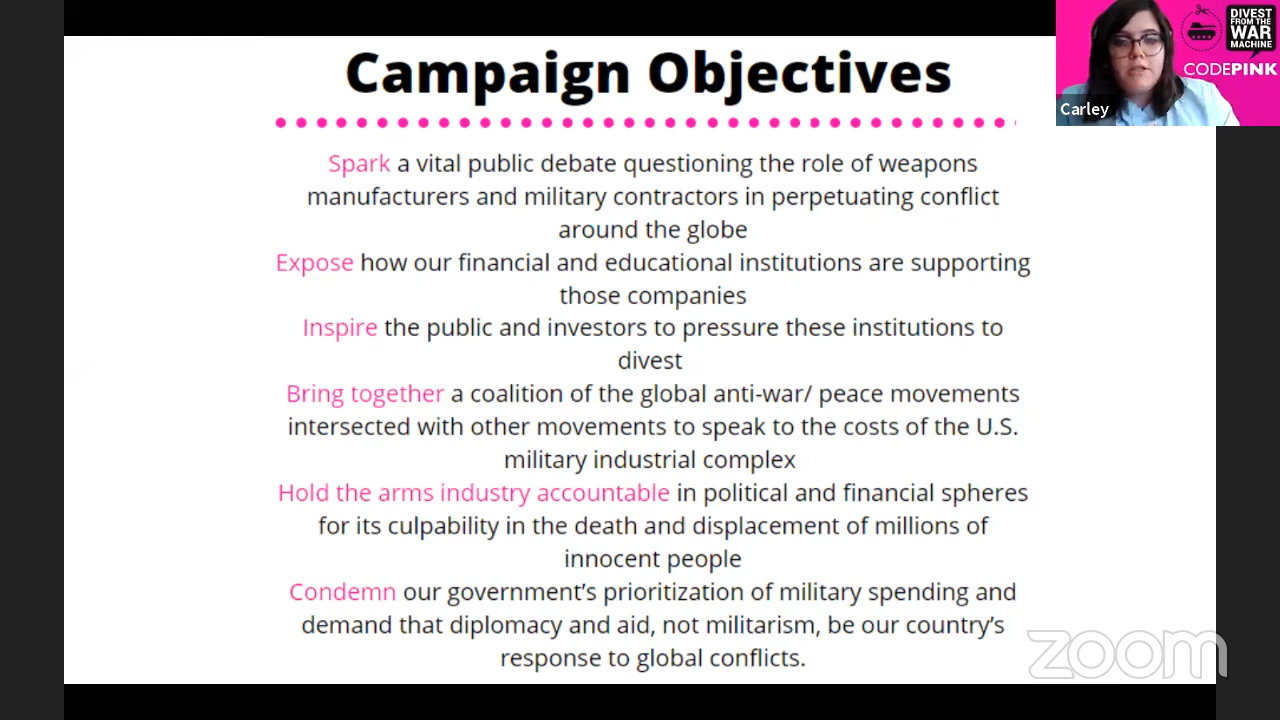 Campaign Objectives
Spark a vital public debate questioning the role of weapons
manufacturers and military contractors in perpetuating conflict
around the globe
Expose how our financial and educational institutions are supporting
those companies
Inspire the public and investors to pressure these institutions to
divest
Bring together a coalition of the global anti-war/ peace movements
intersected with other movements to speak to the costs of the U.S.
military industrial complex
Hold the arms industry accountable in political and financial spheres
for its culpability in the death and displacement of millions of
innocent people
Condemn our government’s prioritization of military spending and
demand that diplomacy and aid, not militarism, be our country’s
response to global conflicts.
DIVEST
FROM THE
WAR
MACHINE
CODEPINK
Carley
zoom